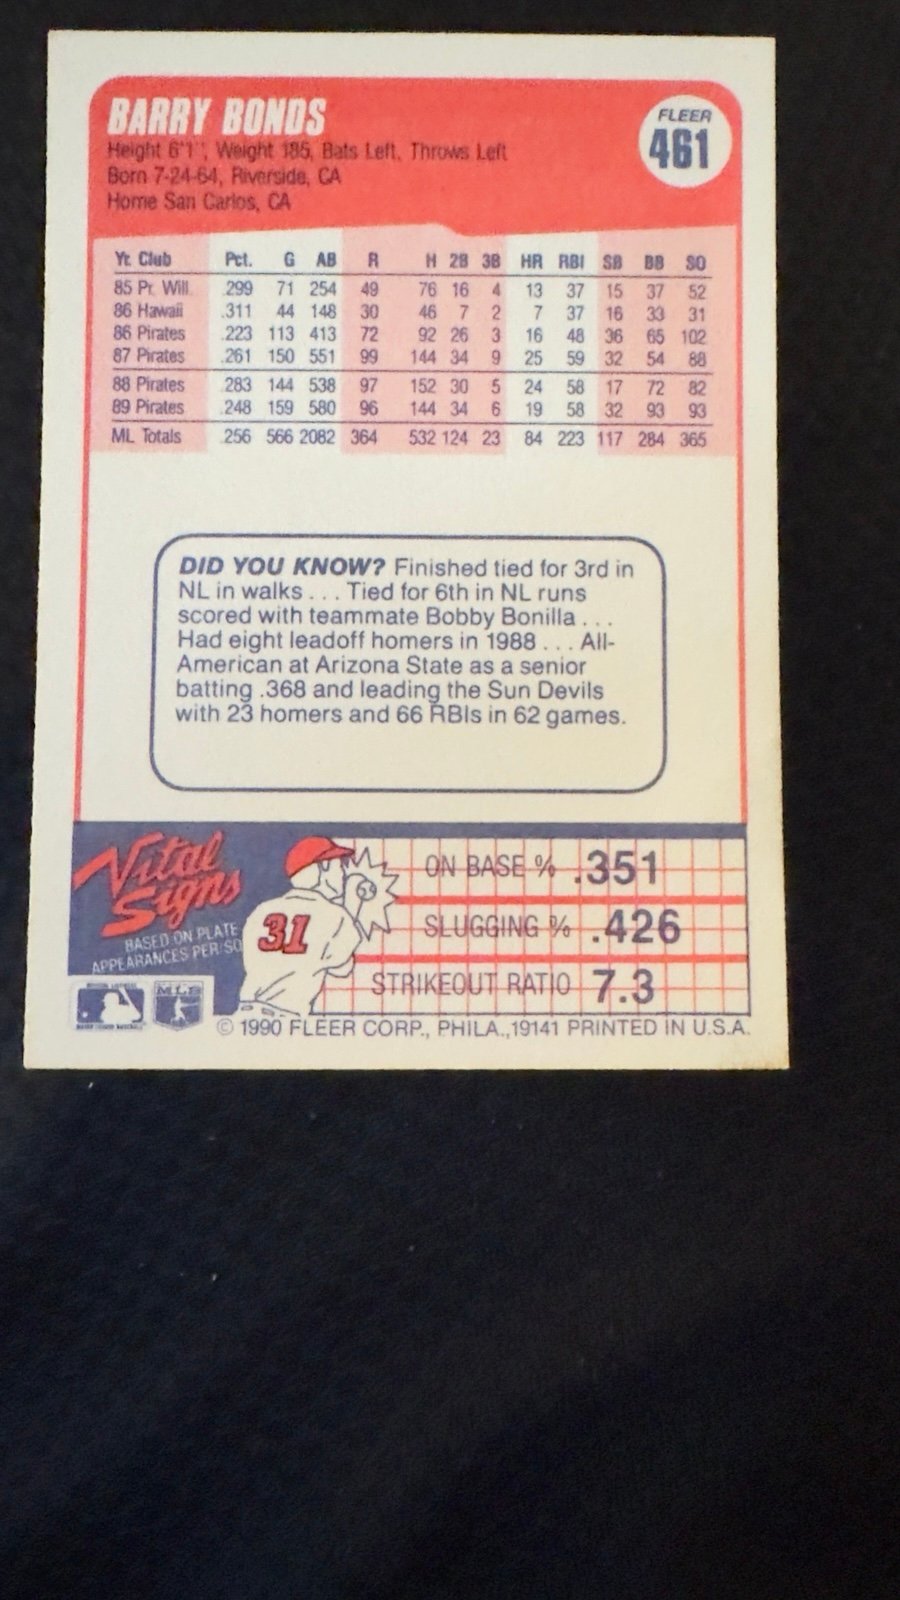 BARRY BONDS
Height 6'1", Weight 185, Bats Left, Throws Left
Born 7-24-64, Riverside, CA
Home San Carlos, CA
FLEER
461
Yr. Club Pct. G AB R H 2B 3B HR RBI SB BB SO
85 Pr. Will. .299 71 254 49 76 16 4 13 37 15 37 52
86 Hawaii .311 44 148 30 46 7 2 7 37 16 33 31
86 Pirates .223 113 413 72 92 26 3 16 48 36 65 102
87 Pirates .261 150 551 99 144 34 9 25 59 32 54 88
88 Pirates .283 144 538 97 152 30 5 24 58 17 72 82
89 Pirates .248 159 580 96 144 34 6 19 58 32 93 93
ML Totals .256 566 2082 364 532 124 23 84 223 117 284 365
DID YOU KNOW? Finished tied for 3rd in
NL in walks . . . Tied for 6th in NL runs
scored with teammate Bobby Bonilla . . .
Had eight leadoff homers in 1988 . . . All-
American at Arizona State as a senior
batting .368 and leading the Sun Devils
with 23 homers and 66 RBIs in 62 games.
Vital
Signs
BASED ON PLATE
APPEARANCES PER/SO
31
ON BASE % .351
SLUGGING % .426
STRIKEOUT RATIO 7.3
MLB
© 1990 FLEER CORP., PHILA.,19141 PRINTED IN U.S.A.